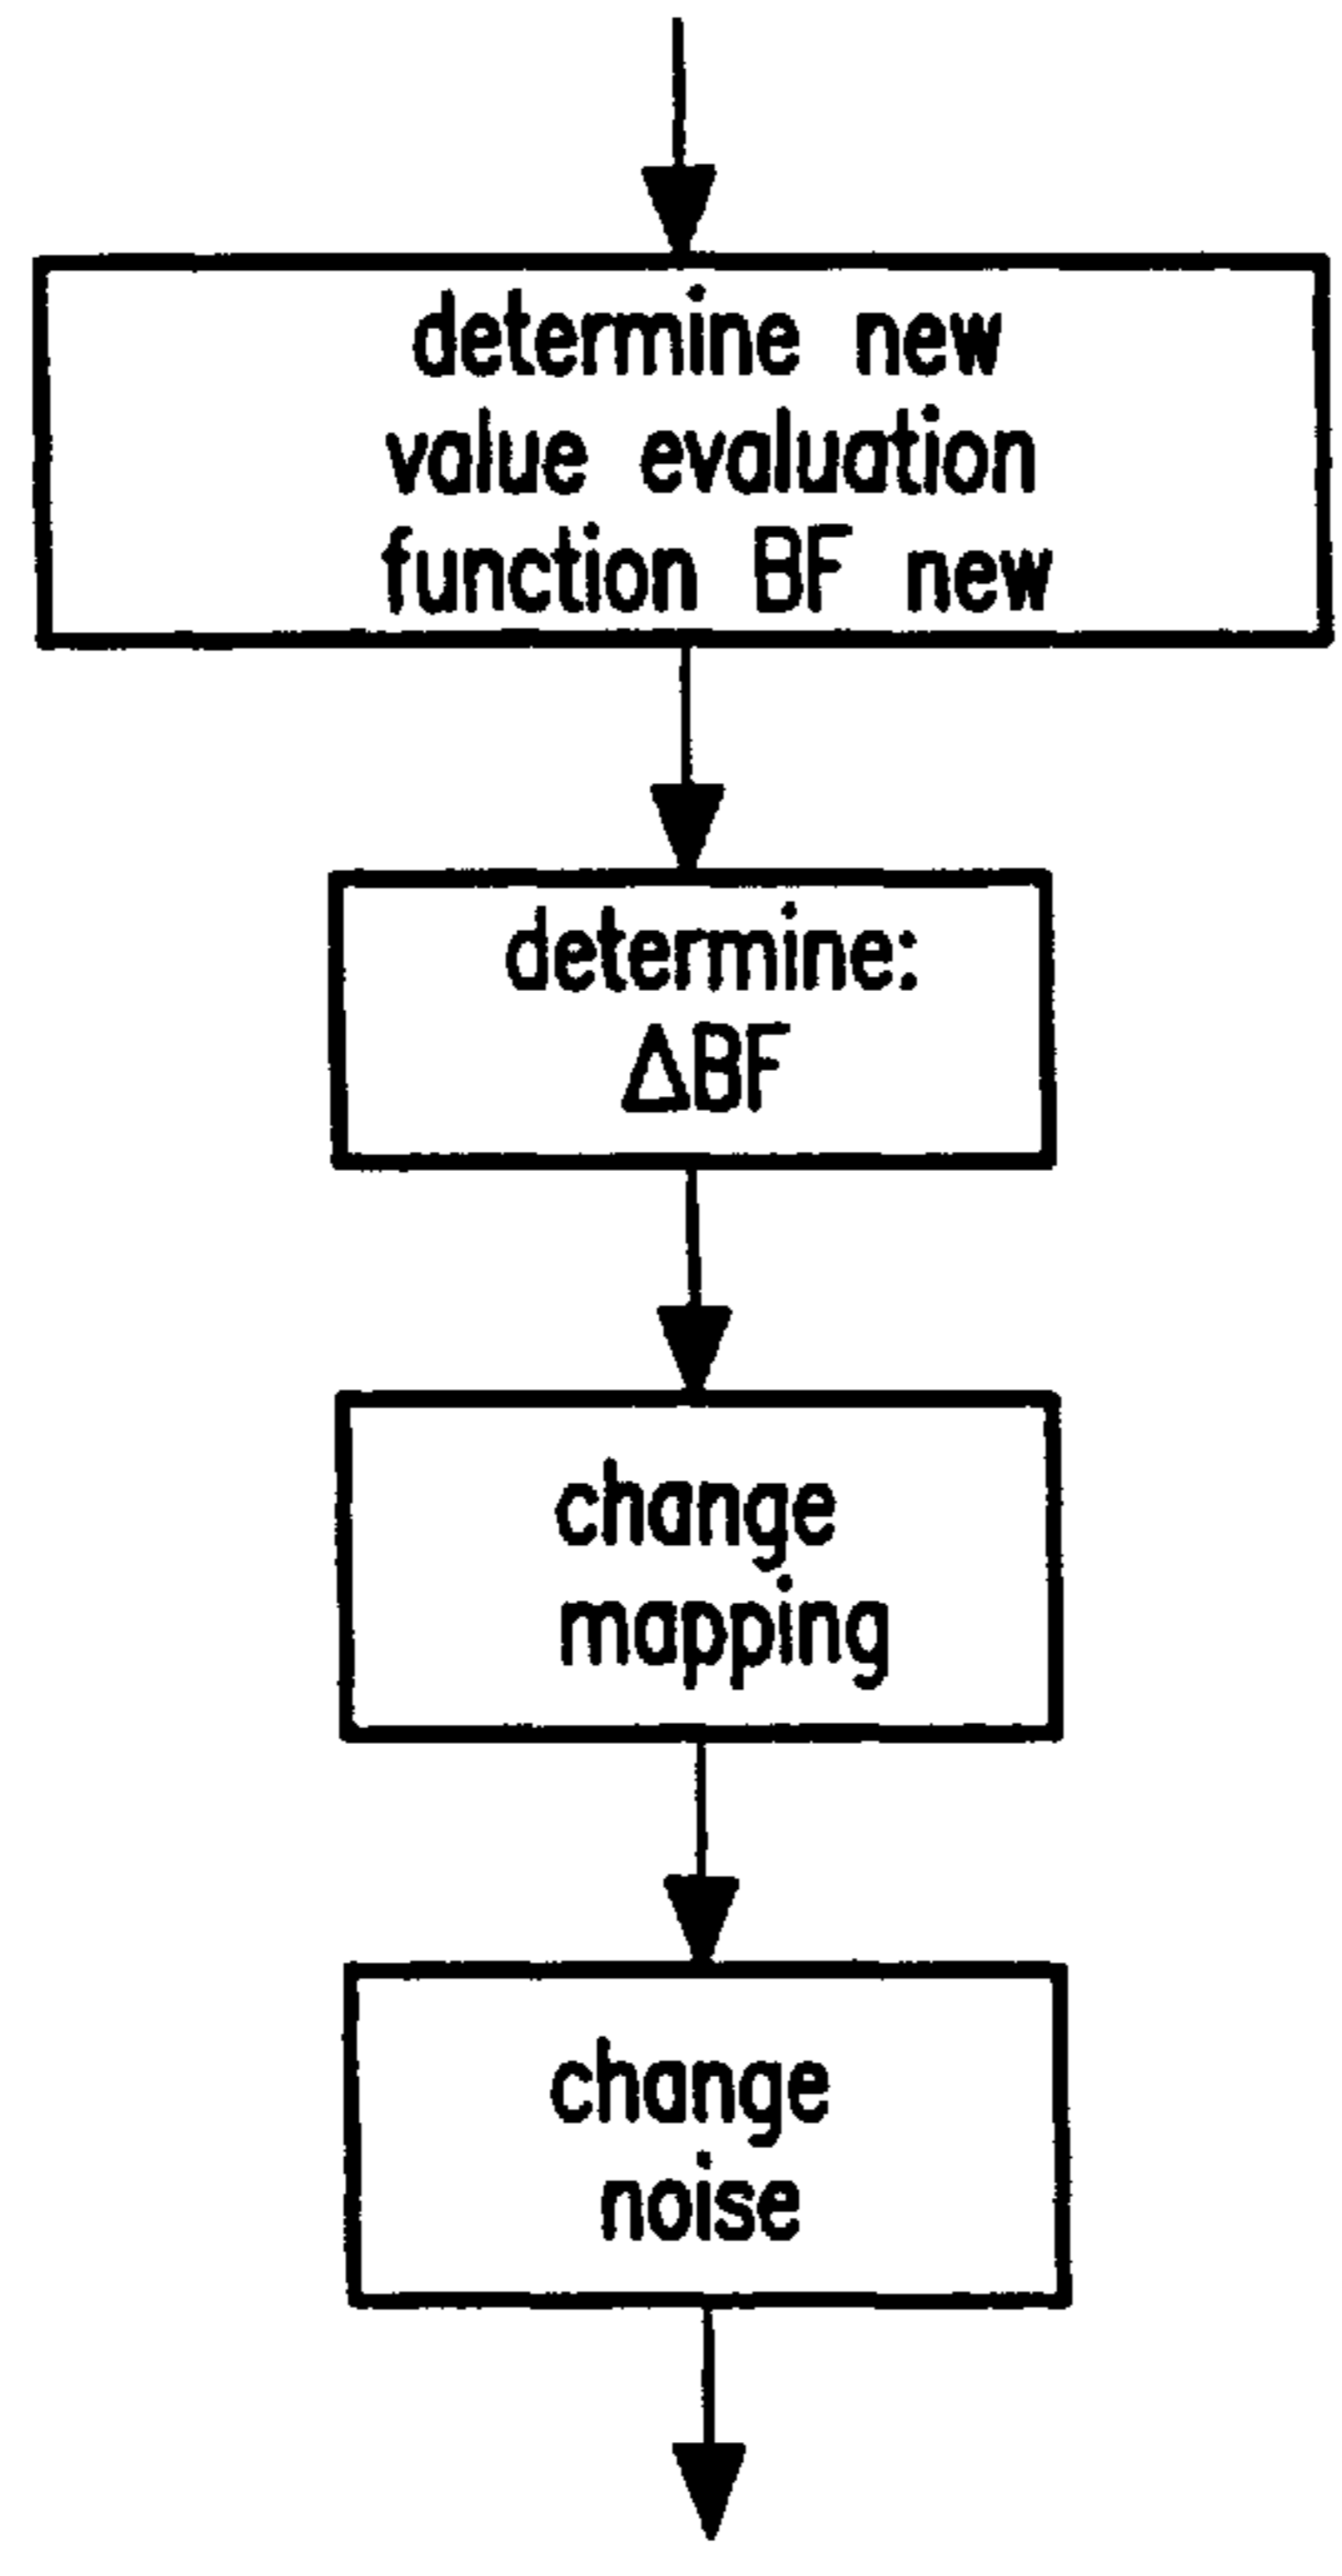 determine new
value evaluation
function BF new
determine:
ΔBF
change
mapping
change
noise